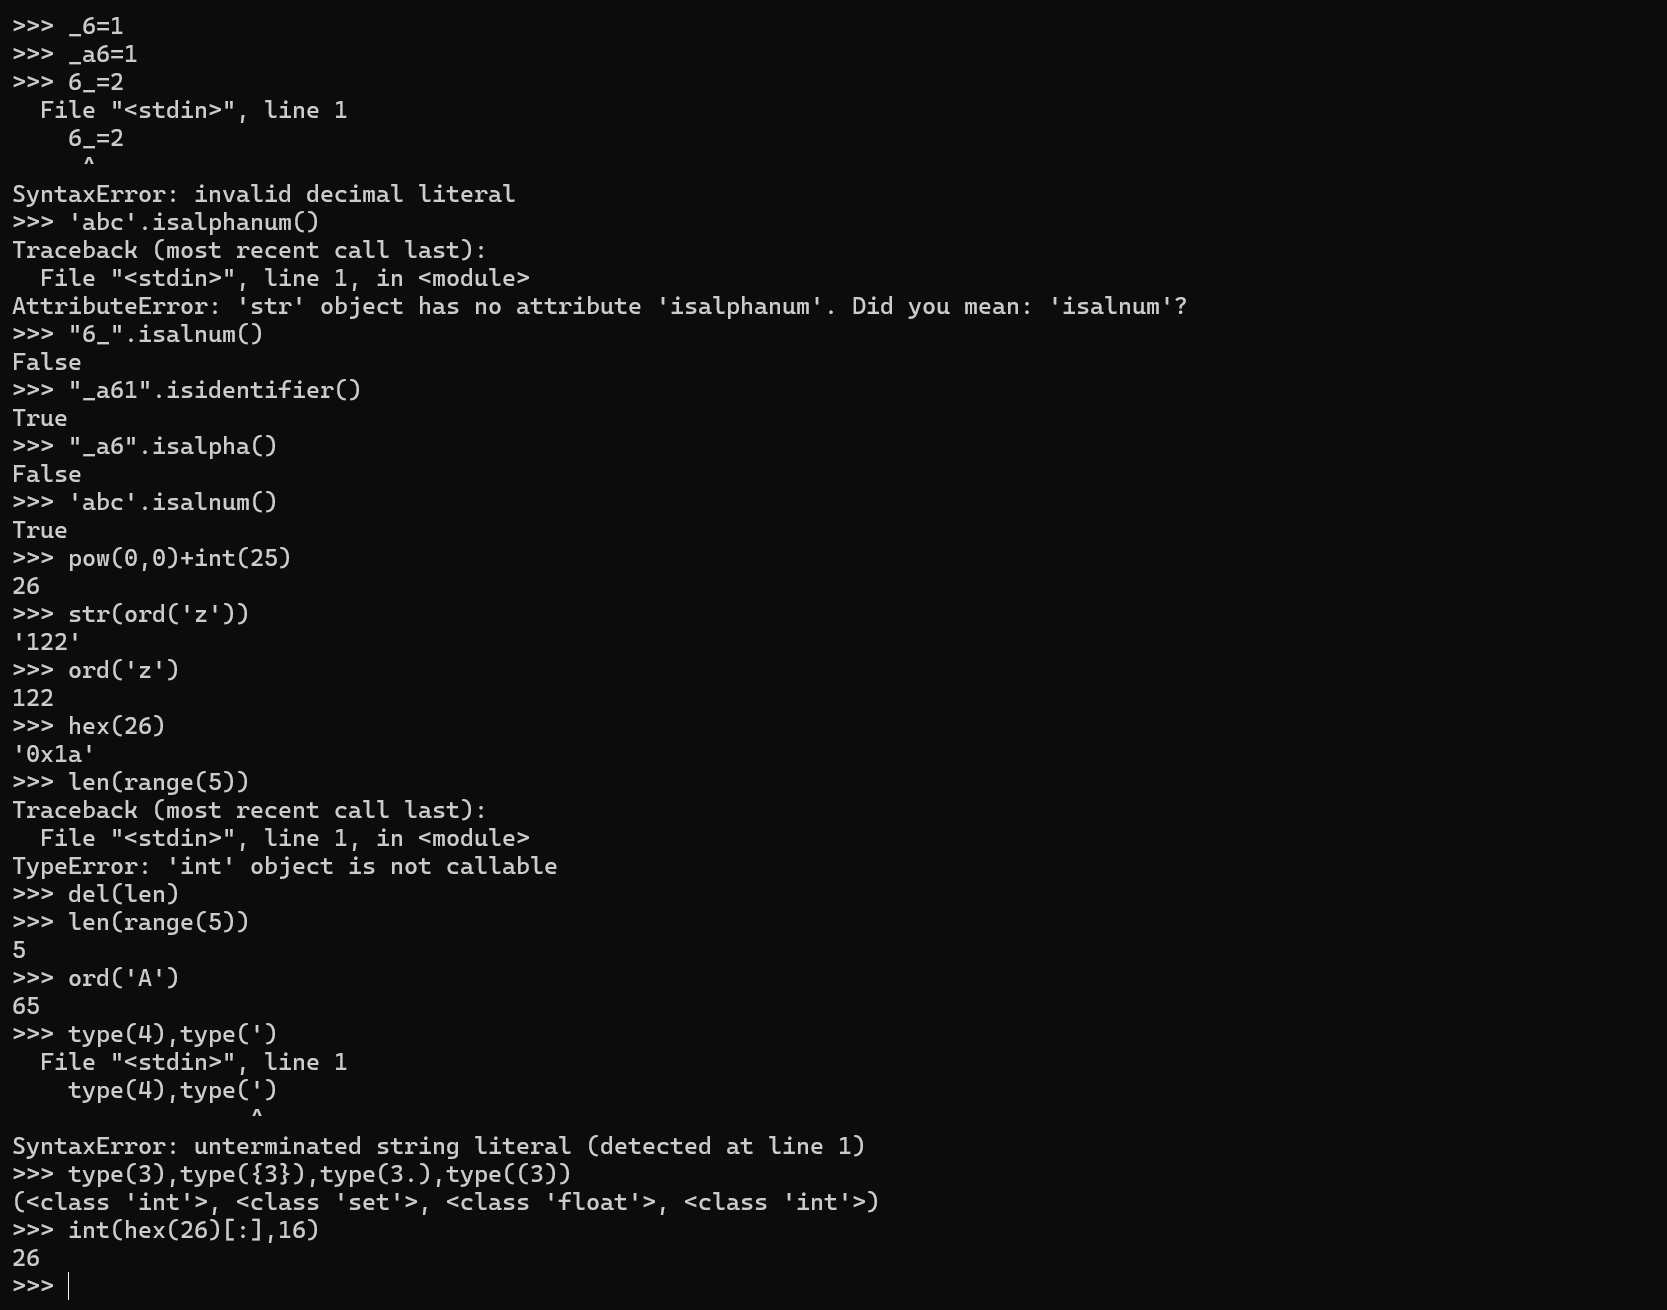 >>> _6=1
>>> _a6=1
>>> 6_=2
  File "<stdin>", line 1
    6_=2
     ^
SyntaxError: invalid decimal literal
>>> 'abc'.isalphanum()
Traceback (most recent call last):
  File "<stdin>", line 1, in <module>
AttributeError: 'str' object has no attribute 'isalphanum'. Did you mean: 'isalnum'?
>>> "6_".isalnum()
False
>>> "_a61".isidentifier()
True
>>> "_a6".isalpha()
False
>>> 'abc'.isalnum()
True
>>> pow(0,0)+int(25)
26
>>> str(ord('z'))
'122'
>>> ord('z')
122
>>> hex(26)
'0x1a'
>>> len(range(5))
Traceback (most recent call last):
  File "<stdin>", line 1, in <module>
TypeError: 'int' object is not callable
>>> del(len)
>>> len(range(5))
5
>>> ord('A')
65
>>> type(4),type(')
  File "<stdin>", line 1
    type(4),type(')
                 ^
SyntaxError: unterminated string literal (detected at line 1)
>>> type(3),type({3}),type(3.),type((3))
(<class 'int'>, <class 'set'>, <class 'float'>, <class 'int'>)
>>> int(hex(26)[:],16)
26
>>>